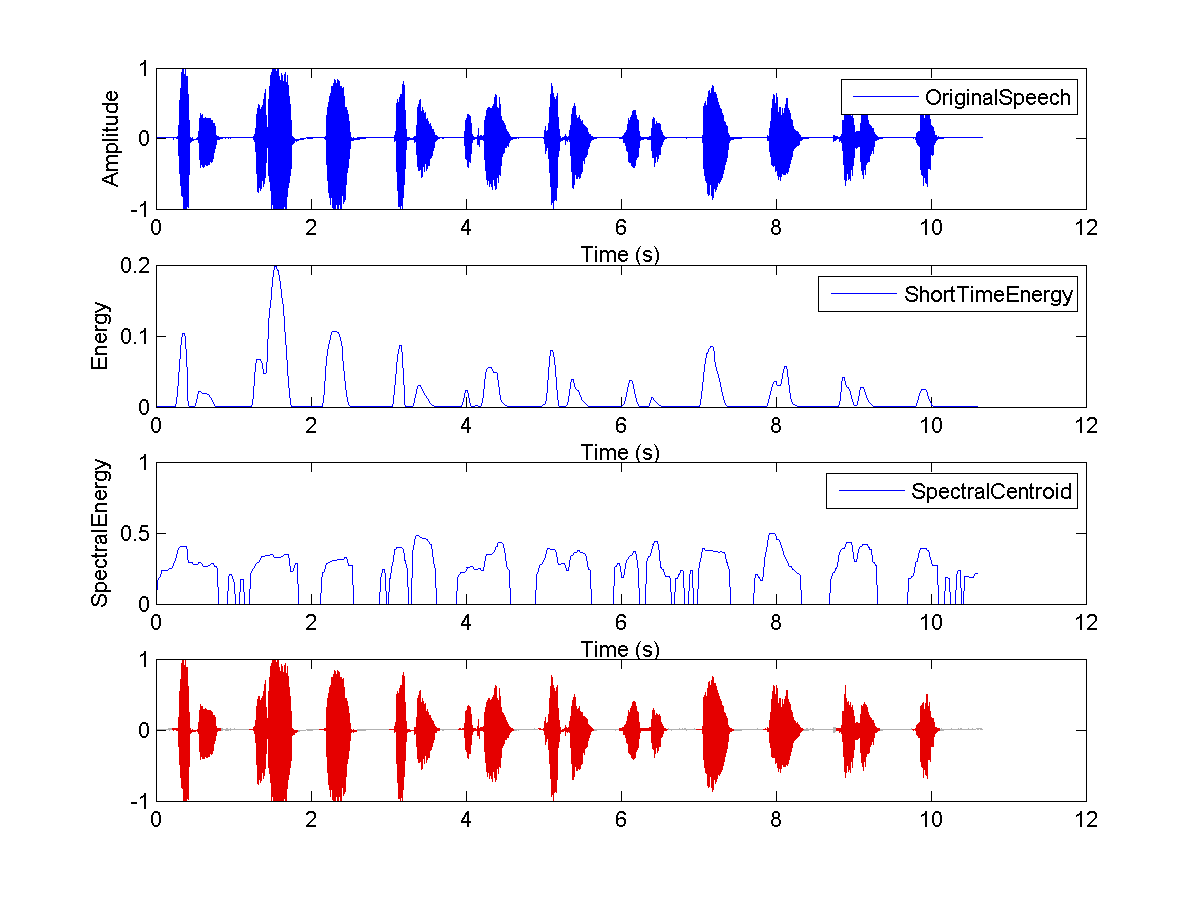 1
OriginalSpeech
Amplitude
0
-1
0 2 4 6 8 10 12
Time (s)
0.2
ShortTimeEnergy
Energy
0.1
0
0 2 4 6 8 10 12
Time (s)
1
SpectralCentroid
SpectralEnergy
0.5
0
0 2 4 6 8 10 12
Time (s)
1
0
-1
0 2 4 6 8 10 12